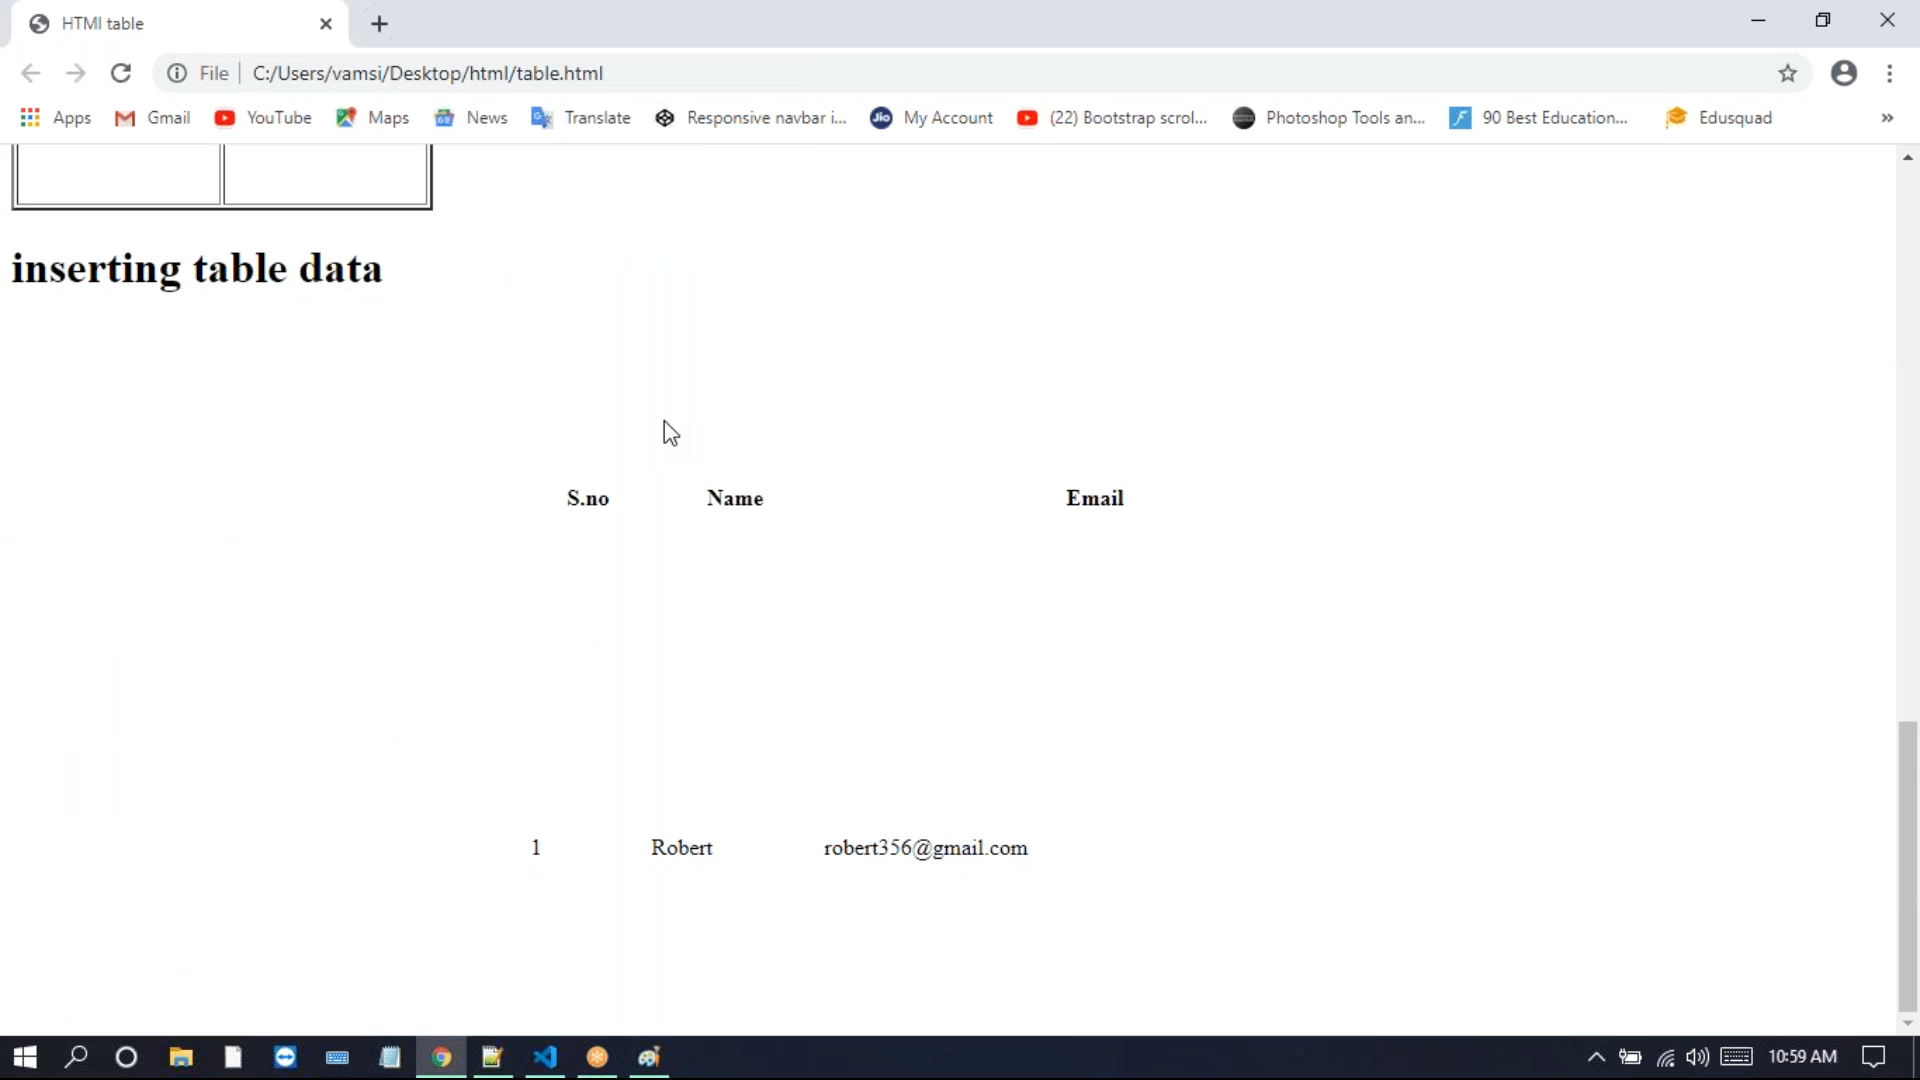 HTMl table
File C:/Users/vamsi/Desktop/html/table.html
Apps Gmail YouTube Maps News Translate Responsive navbar i... My Account (22) Bootstrap scrol... Photoshop Tools an... 90 Best Education... Edusquad »
inserting table data
S.no Name Email
1 Robert robert356@gmail.com
10:59 AM